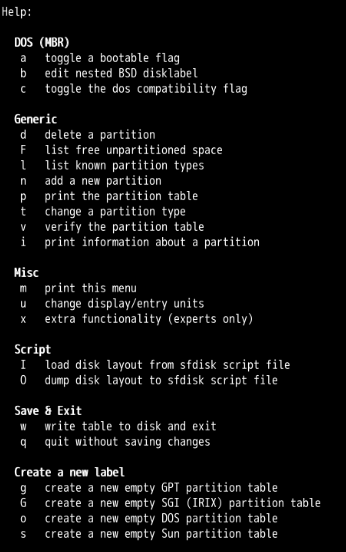 Help:
DOS (MBR)
a toggle a bootable flag
b edit nested BSD disklabel
c toggle the dos compatibility flag
Generic
d delete a partition
F list free unpartitioned space
l list known partition types
n add a new partition
p print the partition table
t change a partition type
v verify the partition table
i print information about a partition
Misc
m print this menu
u change display/entry units
x extra functionality (experts only)
Script
I load disk layout from sfdisk script file
O dump disk layout to sfdisk script file
Save & Exit
w write table to disk and exit
q quit without saving changes
Create a new label
g create a new empty GPT partition table
G create a new empty SGI (IRIX) partition table
o create a new empty DOS partition table
s create a new empty Sun partition table